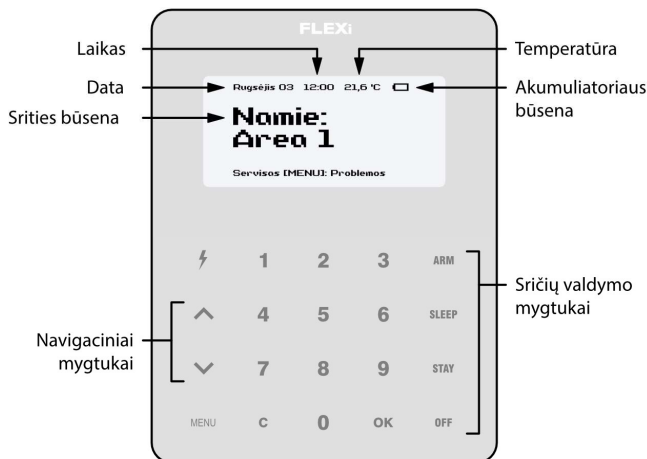 FLEXi
Laikas
Temperatūra
Data
Akumuliatoriaus
būsena
Srities būsena
Rugsėjis 03 12:00 21,6 °C
Namie:
Area 1
Servisas [MENU]: Problemos
1 2 3 ARM
4 5 6 SLEEP
7 8 9 STAY
MENU C 0 OK OFF
Navigaciniai
mygtukai
Sričių valdymo
mygtukai